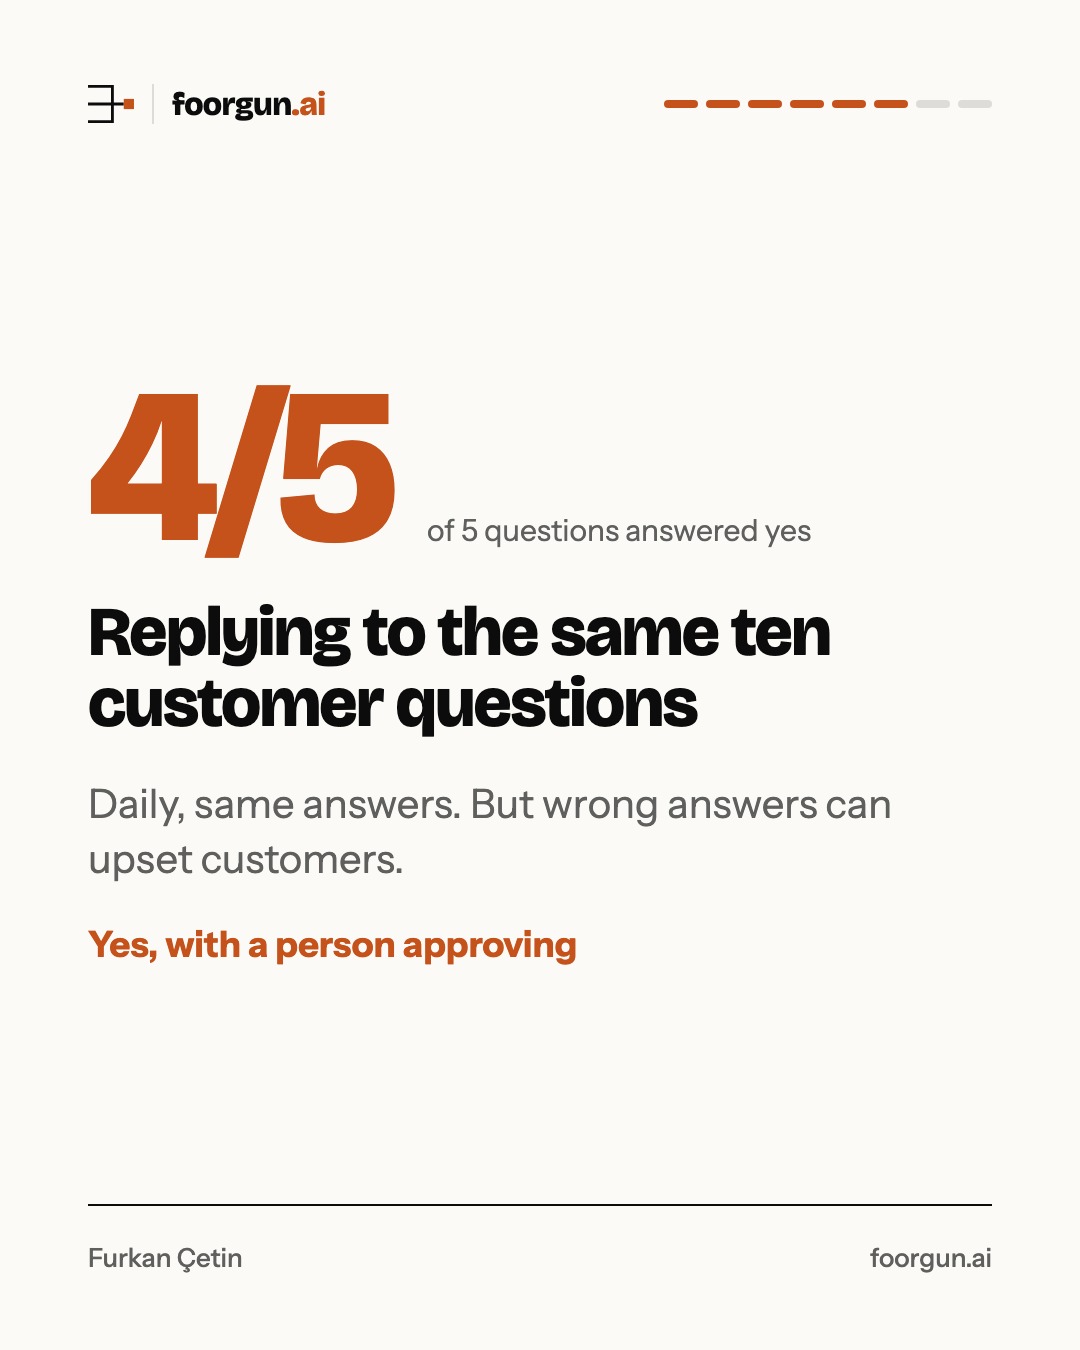 foorgun.ai
4/5 of 5 questions answered yes
Replying to the same ten
customer questions
Daily, same answers. But wrong answers can
upset customers.
Yes, with a person approving
Furkan Çetin
foorgun.ai